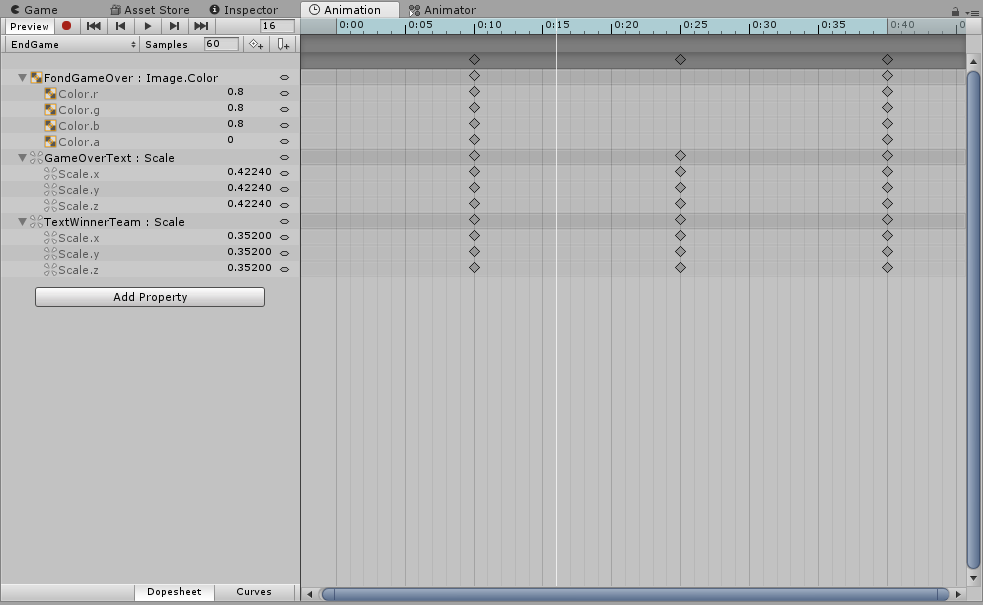 Game Asset Store Inspector Animation Animator
Preview 16 0:00 0:05 0:10 0:15 0:20 0:25 0:30 0:35 0:40 0
EndGame Samples 60
FondGameOver : Image.Color
Color.r 0.8
Color.g 0.8
Color.b 0.8
Color.a 0
GameOverText : Scale
Scale.x 0.42240
Scale.y 0.42240
Scale.z 0.42240
TextWinnerTeam : Scale
Scale.x 0.35200
Scale.y 0.35200
Scale.z 0.35200
Add Property
Dopesheet Curves